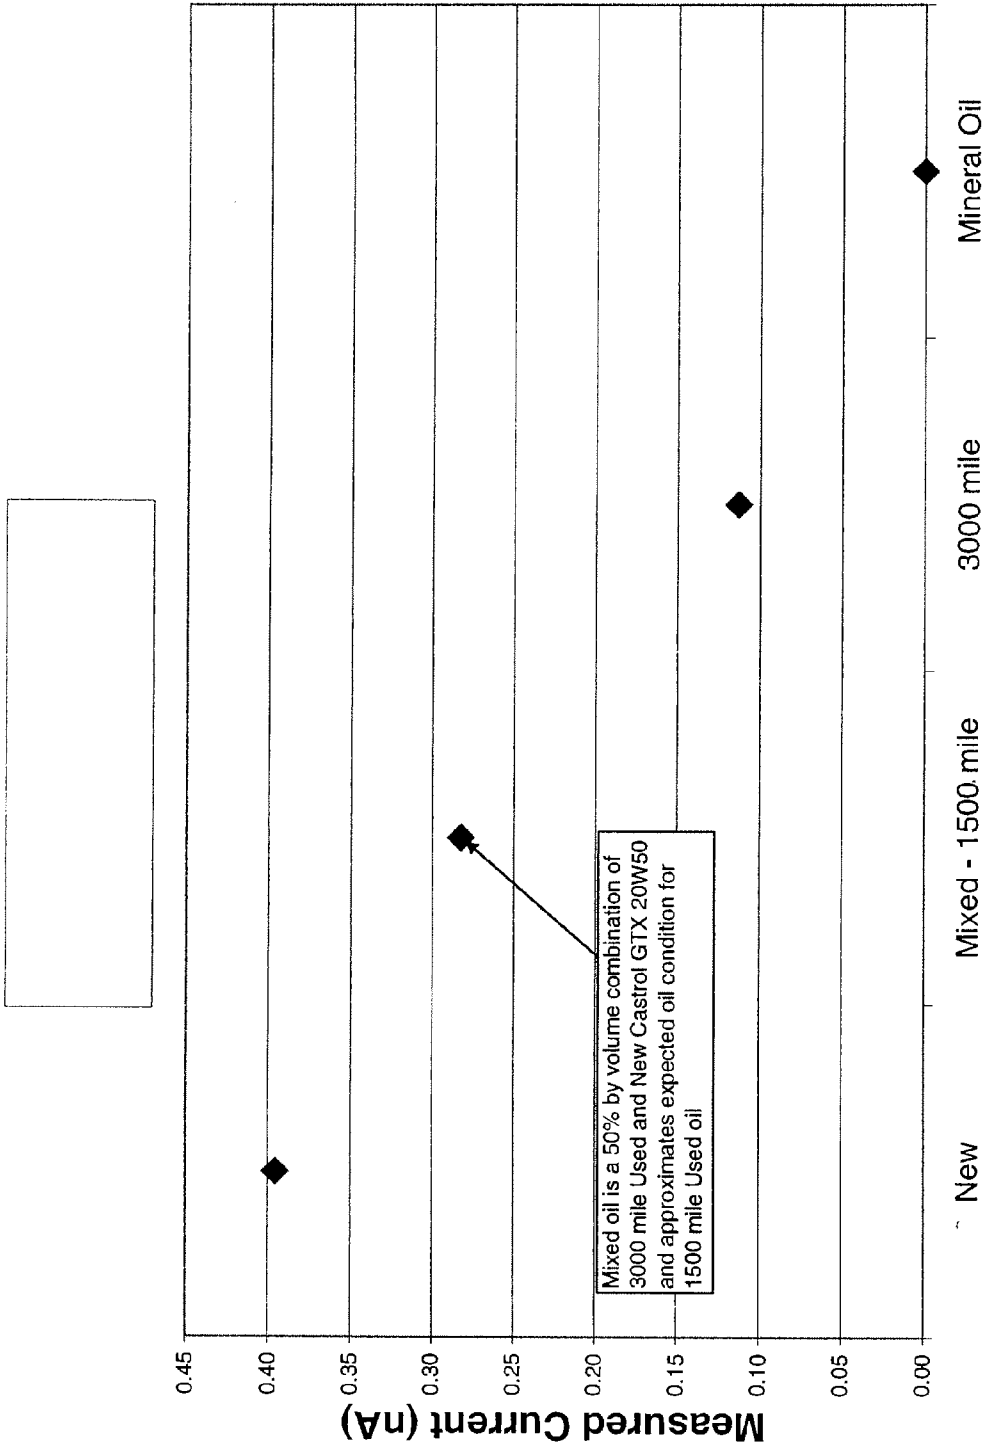 Measured Current (nA)
0.45
0.40
0.35
0.30
0.25
0.20
0.15
0.10
0.05
0.00
Mixed oil is a 50% by volume combination of
3000 mile Used and New Castrol GTX 20W50
and approximates expected oil condition for
1500 mile Used oil
New
Mixed - 1500 mile
3000 mile
Mineral Oil